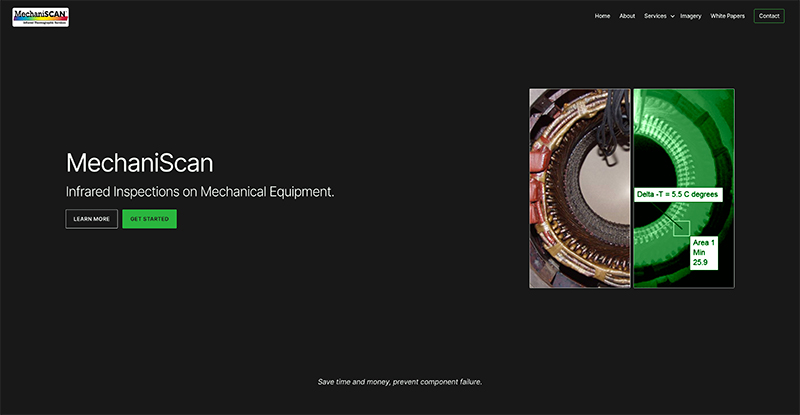 MechaniSCAN
Infrared Thermographic Services
Home
About
Services
Imagery
White Papers
Contact
MechaniScan
Infrared Inspections on Mechanical Equipment.
LEARN MORE
GET STARTED
Delta -T = 5.5 C degrees
Area 1
Min
25.9
Save time and money, prevent component failure.